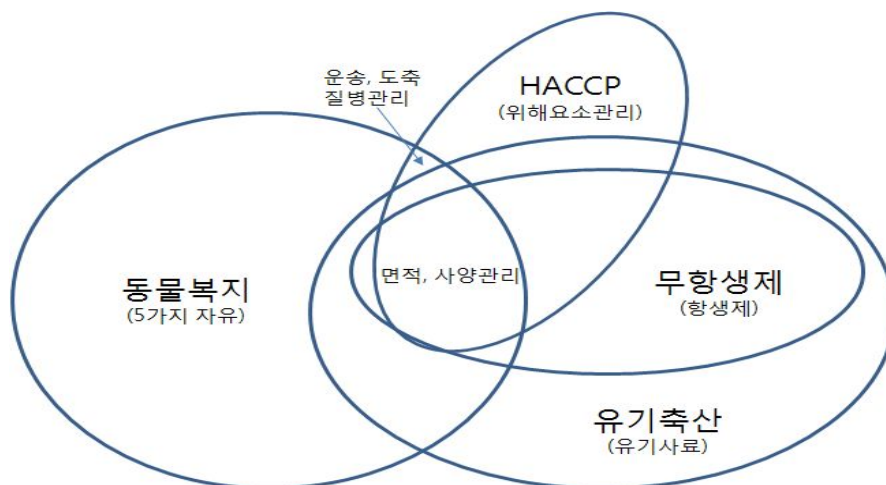 운송, 도축
질병관리
HACCP
(위해요소관리)
면적, 사양관리
동물복지
(5가지 자유)
무항생제
(항생제)
유기축산
(유기사료)